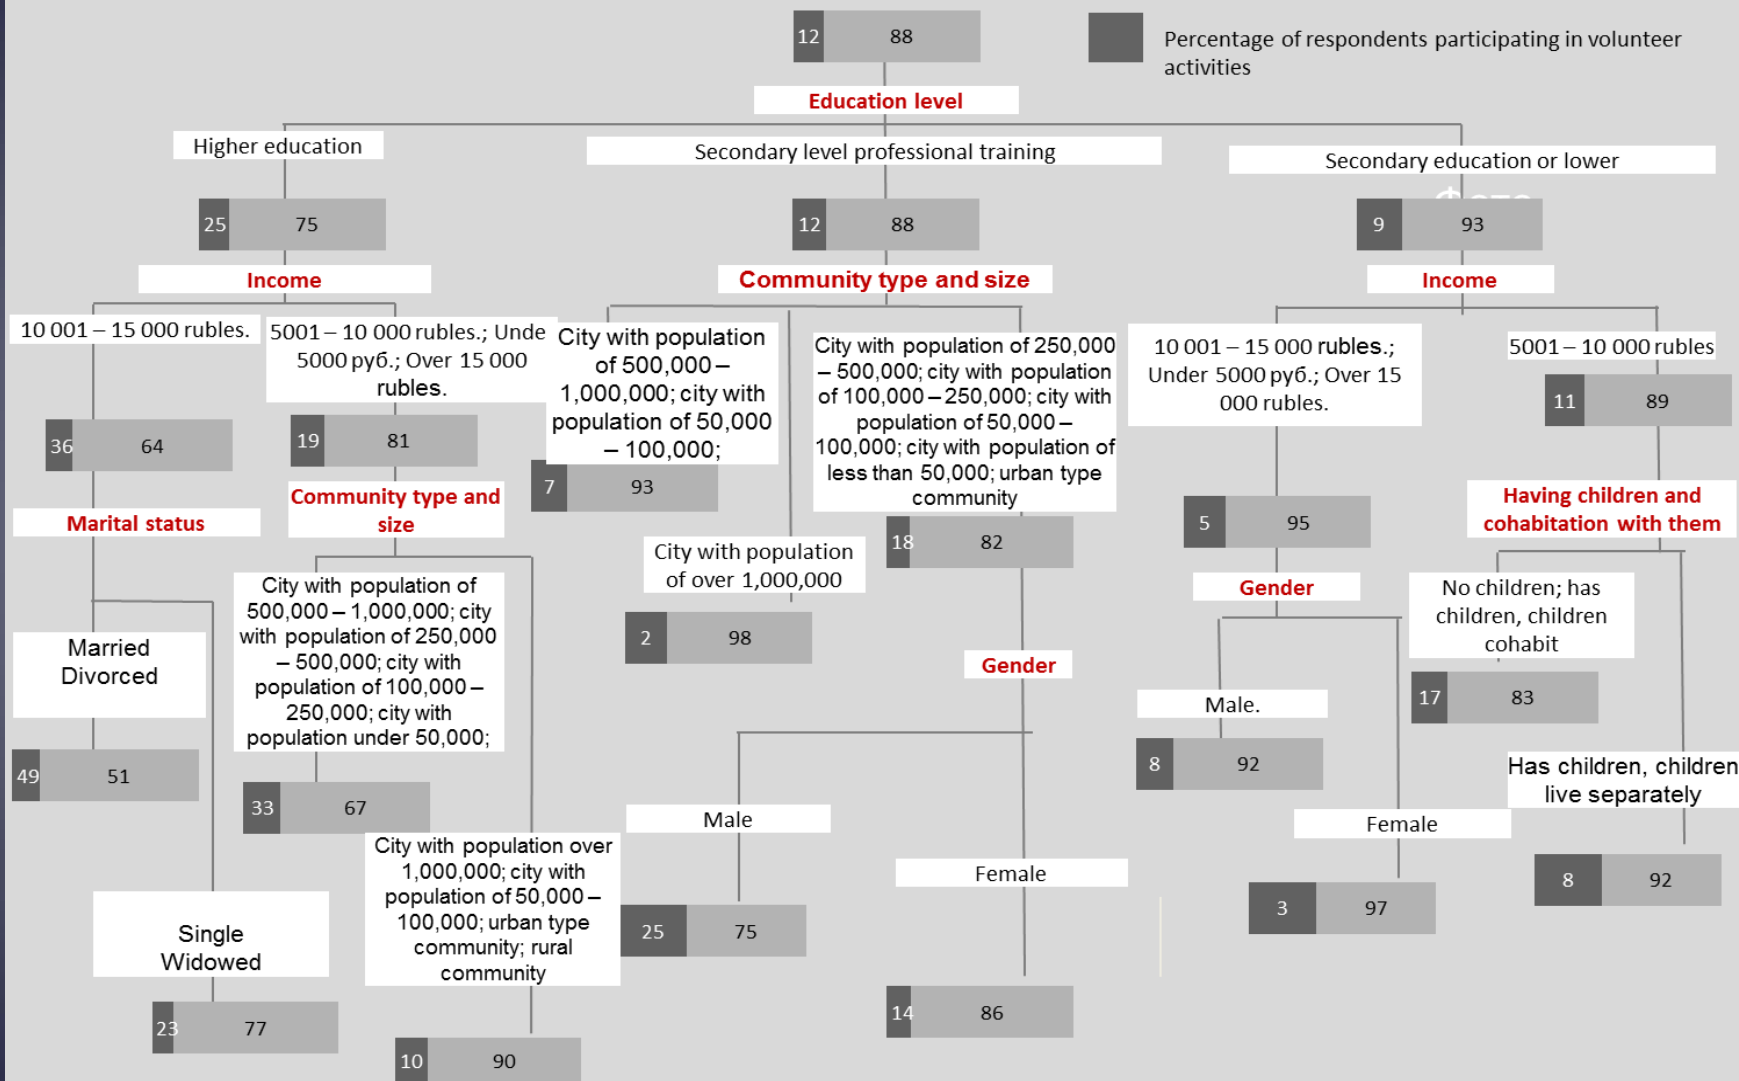 12 88
Percentage of respondents participating in volunteer
activities
Education level
Higher education
Secondary level professional training
Secondary education or lower
25 75
12 88
9 93
Income
Community type and size
Income
10 001 – 15 000 rubles.
5001 – 10 000 rubles.; Unde
5000 руб.; Over 15 000
rubles.
City with population
of 500,000 –
1,000,000; city with
population of 50,000
– 100,000;
City with population of 250,000
– 500,000; city with population
of 100,000 – 250,000; city with
population of 50,000 –
100,000; city with population of
less than 50,000; urban type
community
10 001 – 15 000 rubles.;
Under 5000 руб.; Over 15
000 rubles.
5001 – 10 000 rubles
36 64
19 81
7 93
18 82
5 95
11 89
Marital status
Community type and
size
City with population
of over 1,000,000
2 98
Gender
Gender
Having children and
cohabitation with them
Married
Divorced
City with population of
500,000 – 1,000,000; city
with population of 250,000
– 500,000; city with
population of 100,000 –
250,000; city with
population under 50,000;
No children; has
children, children
cohabit
17 83
Male.
8 92
49 51
33 67
Has children, children
live separately
8 92
Male
25 75
Female
14 86
Female
3 97
City with population over
1,000,000; city with
population of 50,000 –
100,000; urban type
community; rural
community
10 90
Single
Widowed
23 77